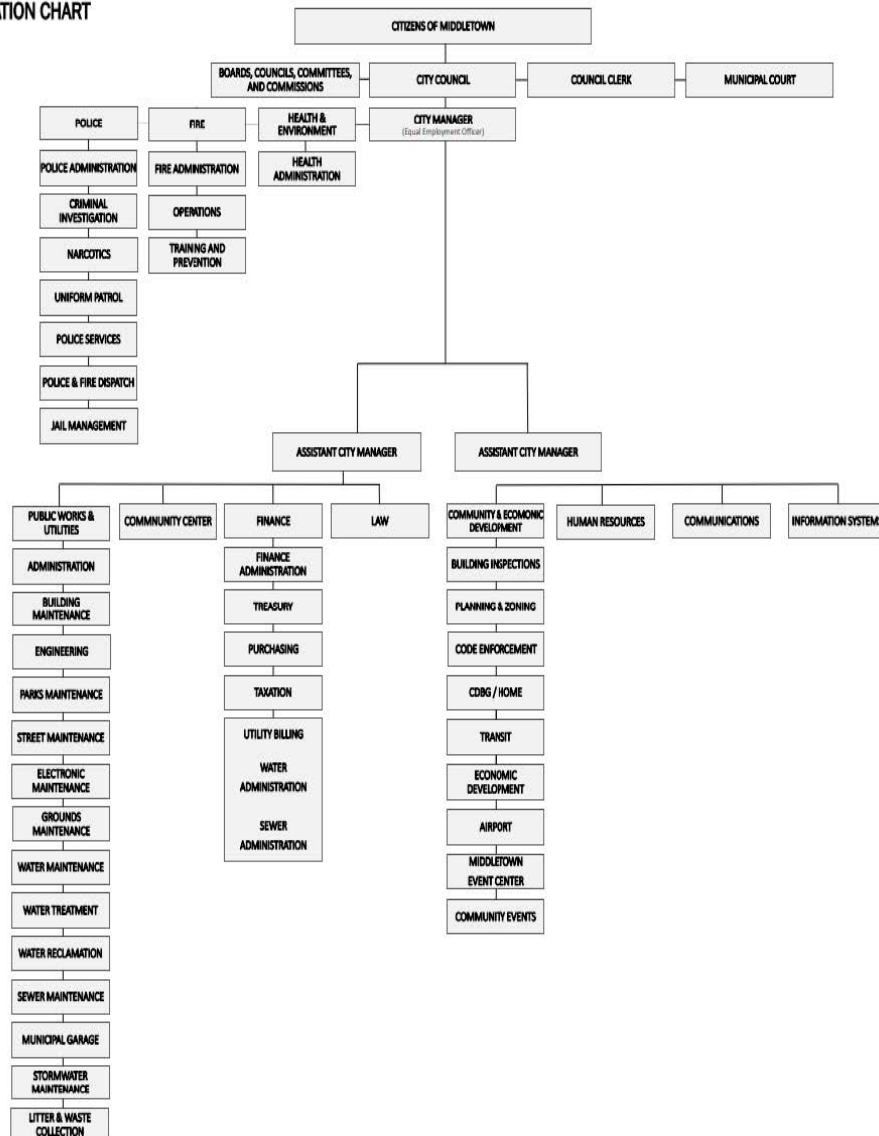 ATION CHART
CITIZENS OF MIDDLETOWN
BOARDS, COUNCILS, COMMITTEES,
AND COMMISSIONS
CITY COUNCIL
COUNCIL CLERK
MUNICIPAL COURT
POLICE
FIRE
HEALTH &
ENVIRONMENT
CITY MANAGER
(Equal Employment Officer)
POLICE ADMINISTRATION
FIRE ADMINISTRATION
HEALTH
ADMINISTRATION
CRIMINAL
INVESTIGATION
OPERATIONS
NARCOTICS
TRAINING AND
PREVENTION
UNIFORM PATROL
POLICE SERVICES
POLICE & FIRE DISPATCH
JAIL MANAGEMENT
ASSISTANT CITY MANAGER
ASSISTANT CITY MANAGER
PUBLIC WORKS &
UTILITIES
COMMNUNITY CENTER
FINANCE
LAW
COMMUNITY & ECOMONIC
DEVELOPMENT
HUMAN RESOURCES
COMMUNICATIONS
INFORMATION SYSTEMS
ADMINISTRATION
BUILDING
MAINTENANCE
ENGINEERING
PARKS MAINTENANCE
STREET MAINTENANCE
ELECTRONIC
MAINTENANCE
GROUNDS
MAINTENANCE
WATER MAINTENANCE
WATER TREATMENT
WATER RECLAMATION
SEWER MAINTENANCE
MUNICIPAL GARAGE
STORMWATER
MAINTENANCE
LITTER & WASTE
COLLECTION
FINANCE
ADMINISTRATION
TREASURY
PURCHASING
TAXATION
UTILITY BILLING
WATER
ADMINISTRATION
SEWER
ADMINISTRATION
BUILDING INSPECTIONS
PLANNING & ZONING
CODE ENFORCEMENT
CDBG / HOME
TRANSIT
ECONOMIC
DEVELOPMENT
AIRPORT
MIDDLETOWN
EVENT CENTER
COMMUNITY EVENTS